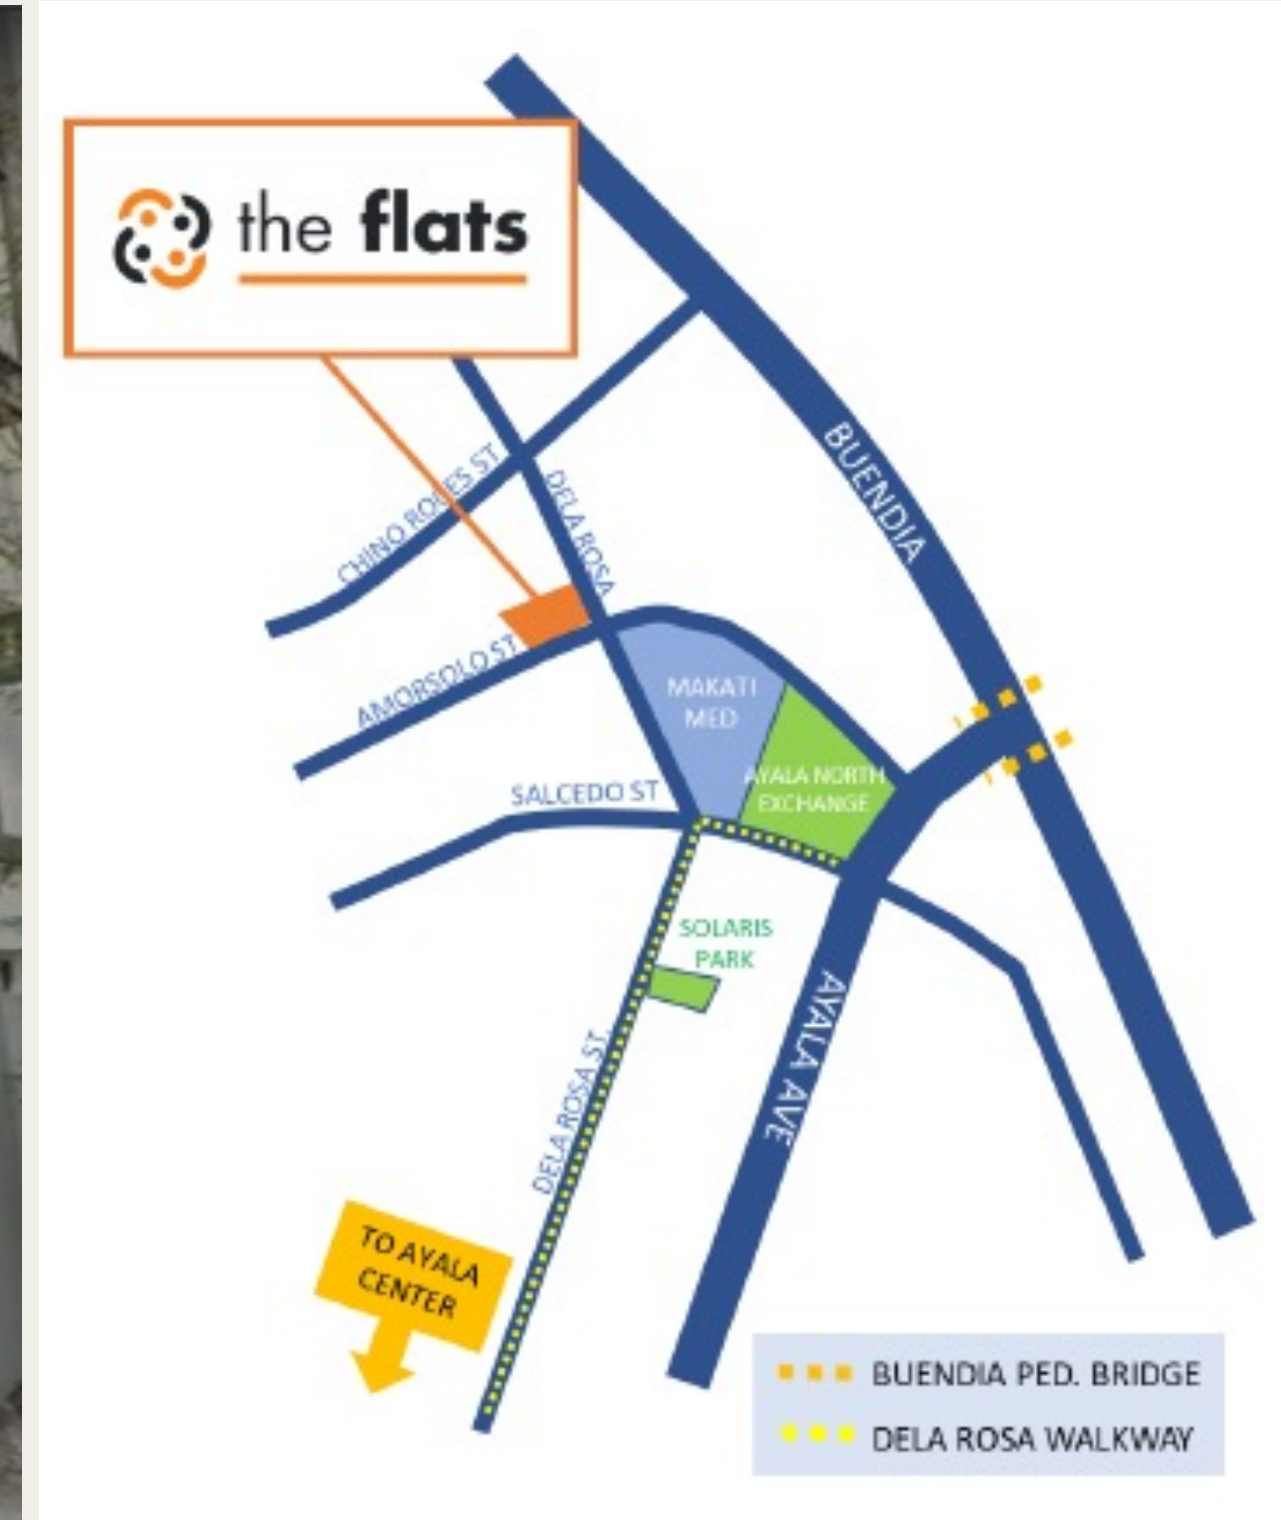 the flats
BUENDIA
CHINO ROCES ST
DELA ROSA
AMORSOLO ST
MAKATI
MED
AYALA NORTH
EXCHANGE
SALCEDO ST
SOLARIS
PARK
AYALA AVE
DELA ROSA ST.
TO AYALA
CENTER
BUENDIA PED. BRIDGE
DELA ROSA WALKWAY